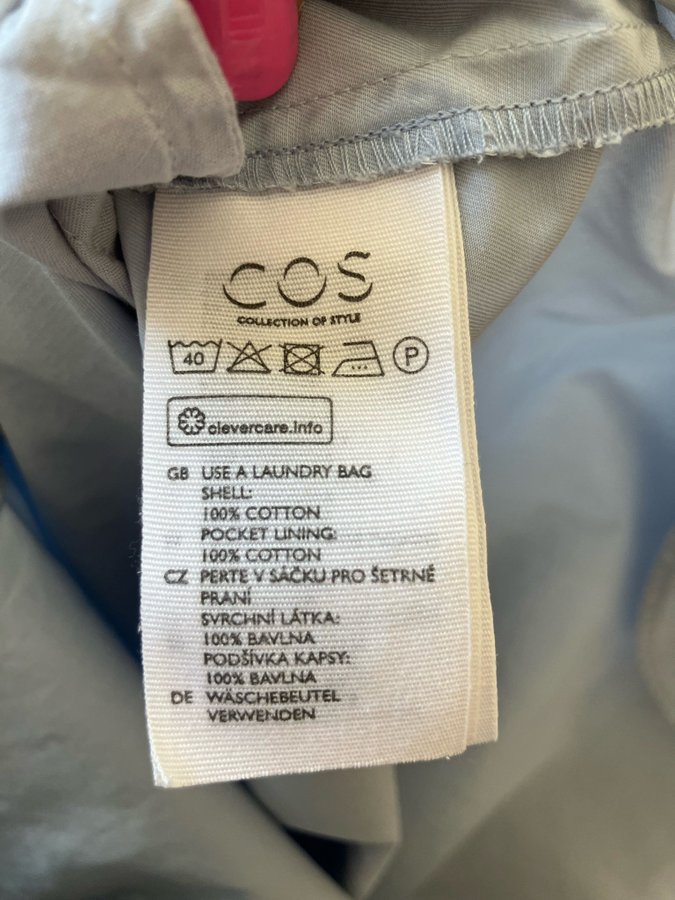 COS
COLLECTION OF STYLE
40 P
clevercare.info
GB USE A LAUNDRY BAG
SHELL:
100% COTTON
POCKET LINING:
100% COTTON
CZ PERTE V SÁČKU PRO ŠETRNÉ
PRANÍ
SVRCHNÍ LÁTKA:
100% BAVLNA
PODŠÍVKA KAPSY:
100% BAVLNA
DE WÄSCHEBEUTEL
VERWENDEN